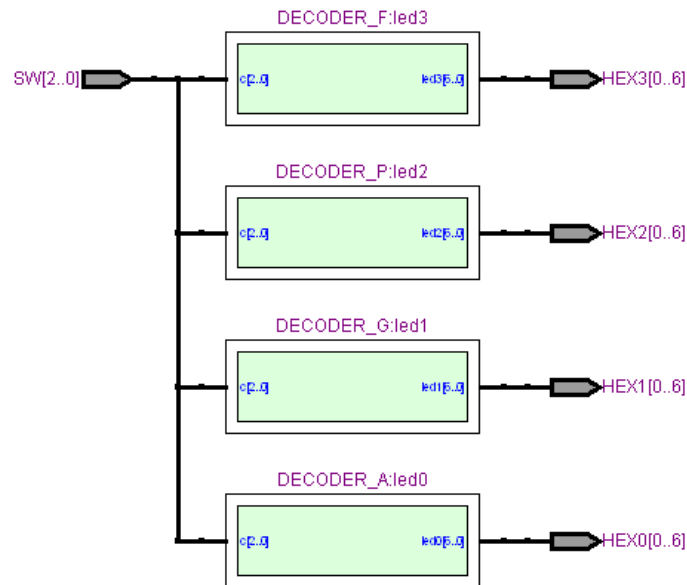 DECODER_F:led3
SW[2..0]
c[2..0]
led3[6..0]
HEX3[0..6]
DECODER_P:led2
c[2..0]
led2[6..0]
HEX2[0..6]
DECODER_G:led1
c[2..0]
led1[6..0]
HEX1[0..6]
DECODER_A:led0
c[2..0]
led0[6..0]
HEX0[0..6]